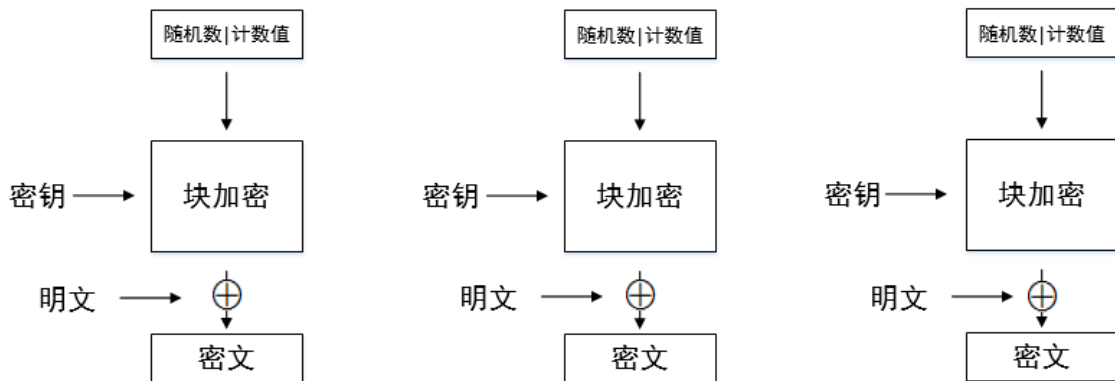 随机数|计数值 随机数|计数值 随机数|计数值
密钥 块加密 密钥 块加密 密钥 块加密
明文 明文 明文
密文 密文 密文